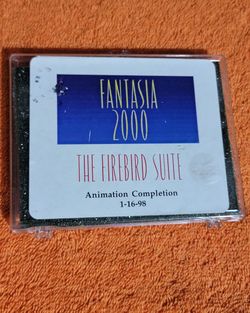 FANTASIA
2000
THE FIREBIRD SUITE
Animation Completion
1-16-98